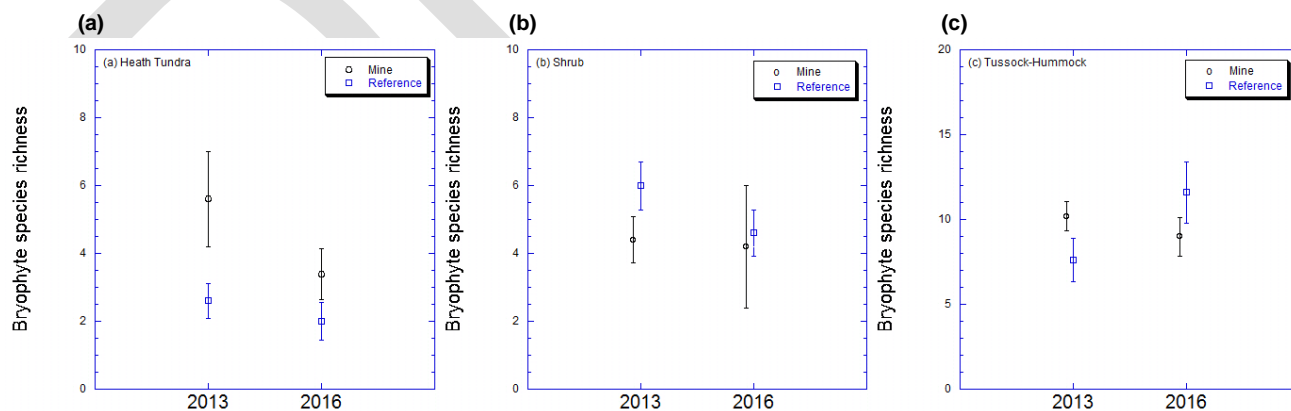 (a)
Bryophyte species richness
10
8
6
4
2
0
(a) Heath Tundra
Mine
Reference
2013
2016
(b)
Bryophyte species richness
10
8
6
4
2
0
(b) Shrub
Mine
Reference
2013
2016
(c)
Bryophyte species richness
20
15
10
5
0
(c) Tussock-Hummock
Mine
Reference
2013
2016